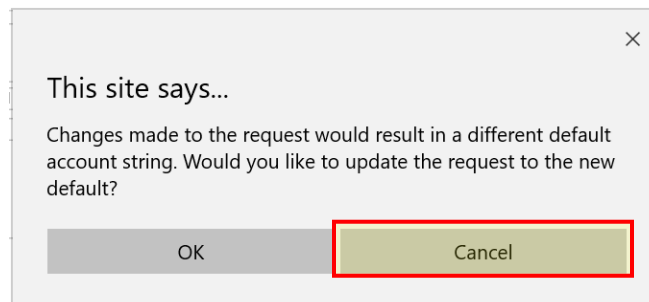 This site says...
Changes made to the request would result in a different default
account string. Would you like to update the request to the new
default?
OK
Cancel